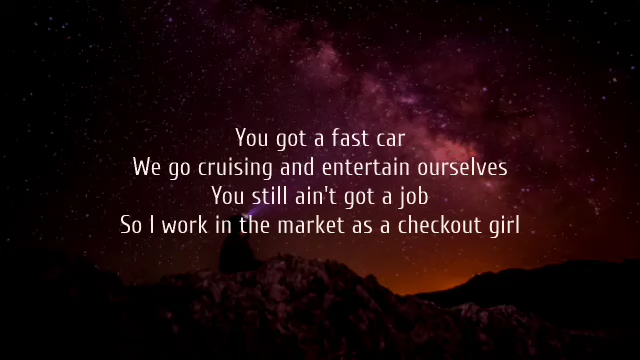 You got a fast car
We go cruising and entertain ourselves
You still ain't got a job
So I work in the market as a checkout girl